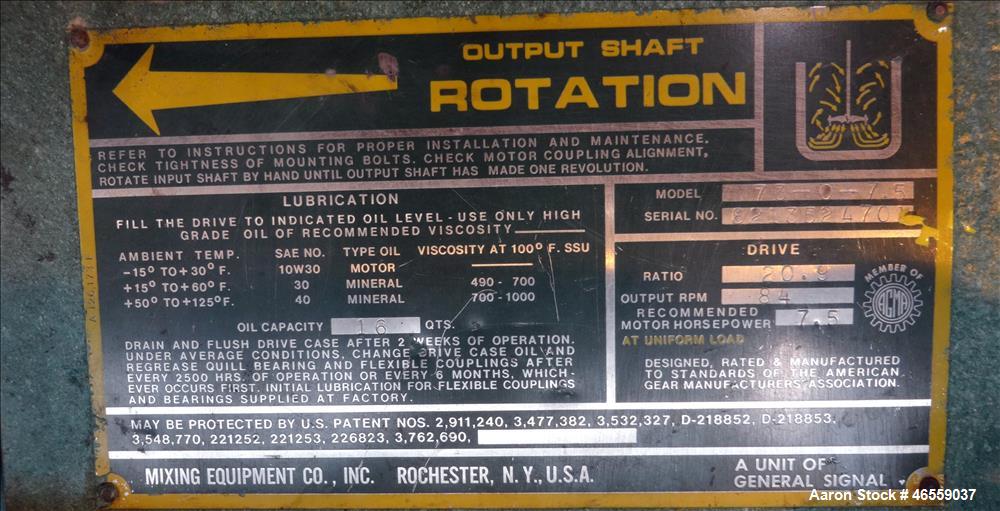 OUTPUT SHAFT
ROTATION
REFER TO INSTRUCTIONS FOR PROPER INSTALLATION AND MAINTENANCE.
CHECK TIGHTNESS OF MOUNTING BOLTS. CHECK MOTOR COUPLING ALIGNMENT,
ROTATE INPUT SHAFT BY HAND UNTIL OUTPUT SHAFT HAS MADE ONE REVOLUTION.
LUBRICATION
FILL THE DRIVE TO INDICATED OIL LEVEL - USE ONLY HIGH
GRADE OIL OF RECOMMENDED VISCOSITY
AMBIENT TEMP. SAE NO. TYPE OIL VISCOSITY AT 100° F. SSU
-15° TO +30° F. 10W30 MOTOR
+15° TO +60° F. 30 MINERAL 490 - 700
+50° TO +125° F. 40 MINERAL 700-1000
OIL CAPACITY 16 QTS.
DRAIN AND FLUSH DRIVE CASE AFTER 2 WEEKS OF OPERATION.
UNDER AVERAGE CONDITIONS, CHANGE DRIVE CASE OIL AND
REGREASE QUILL BEARING AND FLEXIBLE COUPLINGS AFTER
EVERY 2500 HRS. OF OPERATION OR EVERY 6 MONTHS, WHICH-
EVER OCCURS FIRST. INITIAL LUBRICATION FOR FLEXIBLE COUPLINGS
AND BEARINGS SUPPLIED AT FACTORY.
MODEL 73-Q-7.5
SERIAL NO.
DRIVE
RATIO 20.9
OUTPUT RPM 84
RECOMMENDED
MOTOR HORSEPOWER 7.5
AT UNIFORM LOAD
MEMBER OF
AGMA
DESIGNED, RATED & MANUFACTURED
TO STANDARDS OF THE AMERICAN
GEAR MANUFACTURERS ASSOCIATION.
MAY BE PROTECTED BY U.S. PATENT NOS. 2,911,240, 3,477,382, 3,532,327, D-218852, D-218853,
3,548,770, 221252, 221253, 226823, 3,762,690,
MIXING EQUIPMENT CO., INC. ROCHESTER, N.Y., U.S.A.
A UNIT OF
GENERAL SIGNAL
Aaron Stock # 46559037